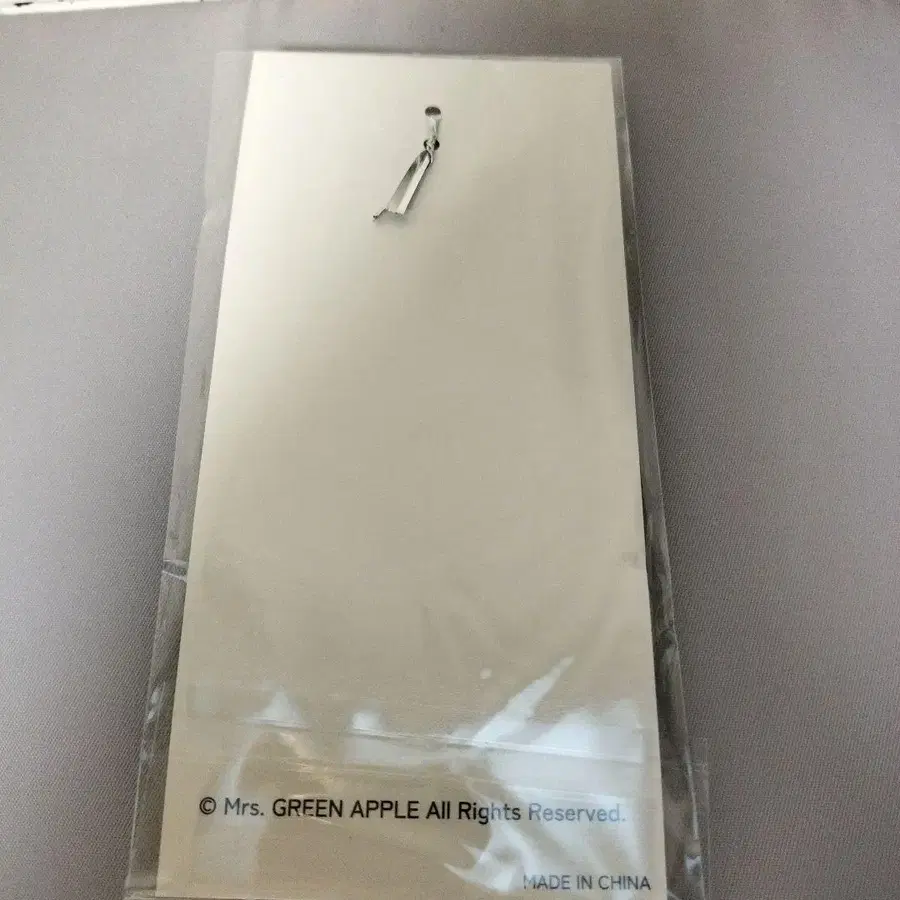 © Mrs. GREEN APPLE All Rights Reserved.
MADE IN CHINA